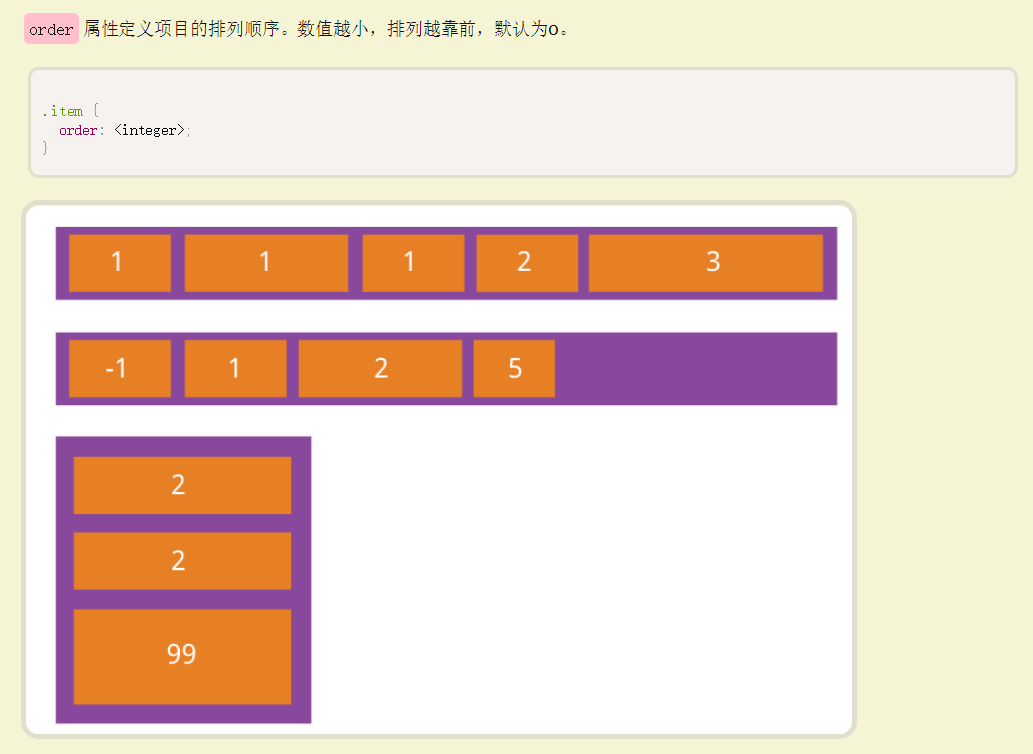 order 属性定义项目的排列顺序。数值越小，排列越靠前，默认为0。
.item {
order: <integer>;
}
1 1 1 2 3
-1 1 2 5
2
2
99